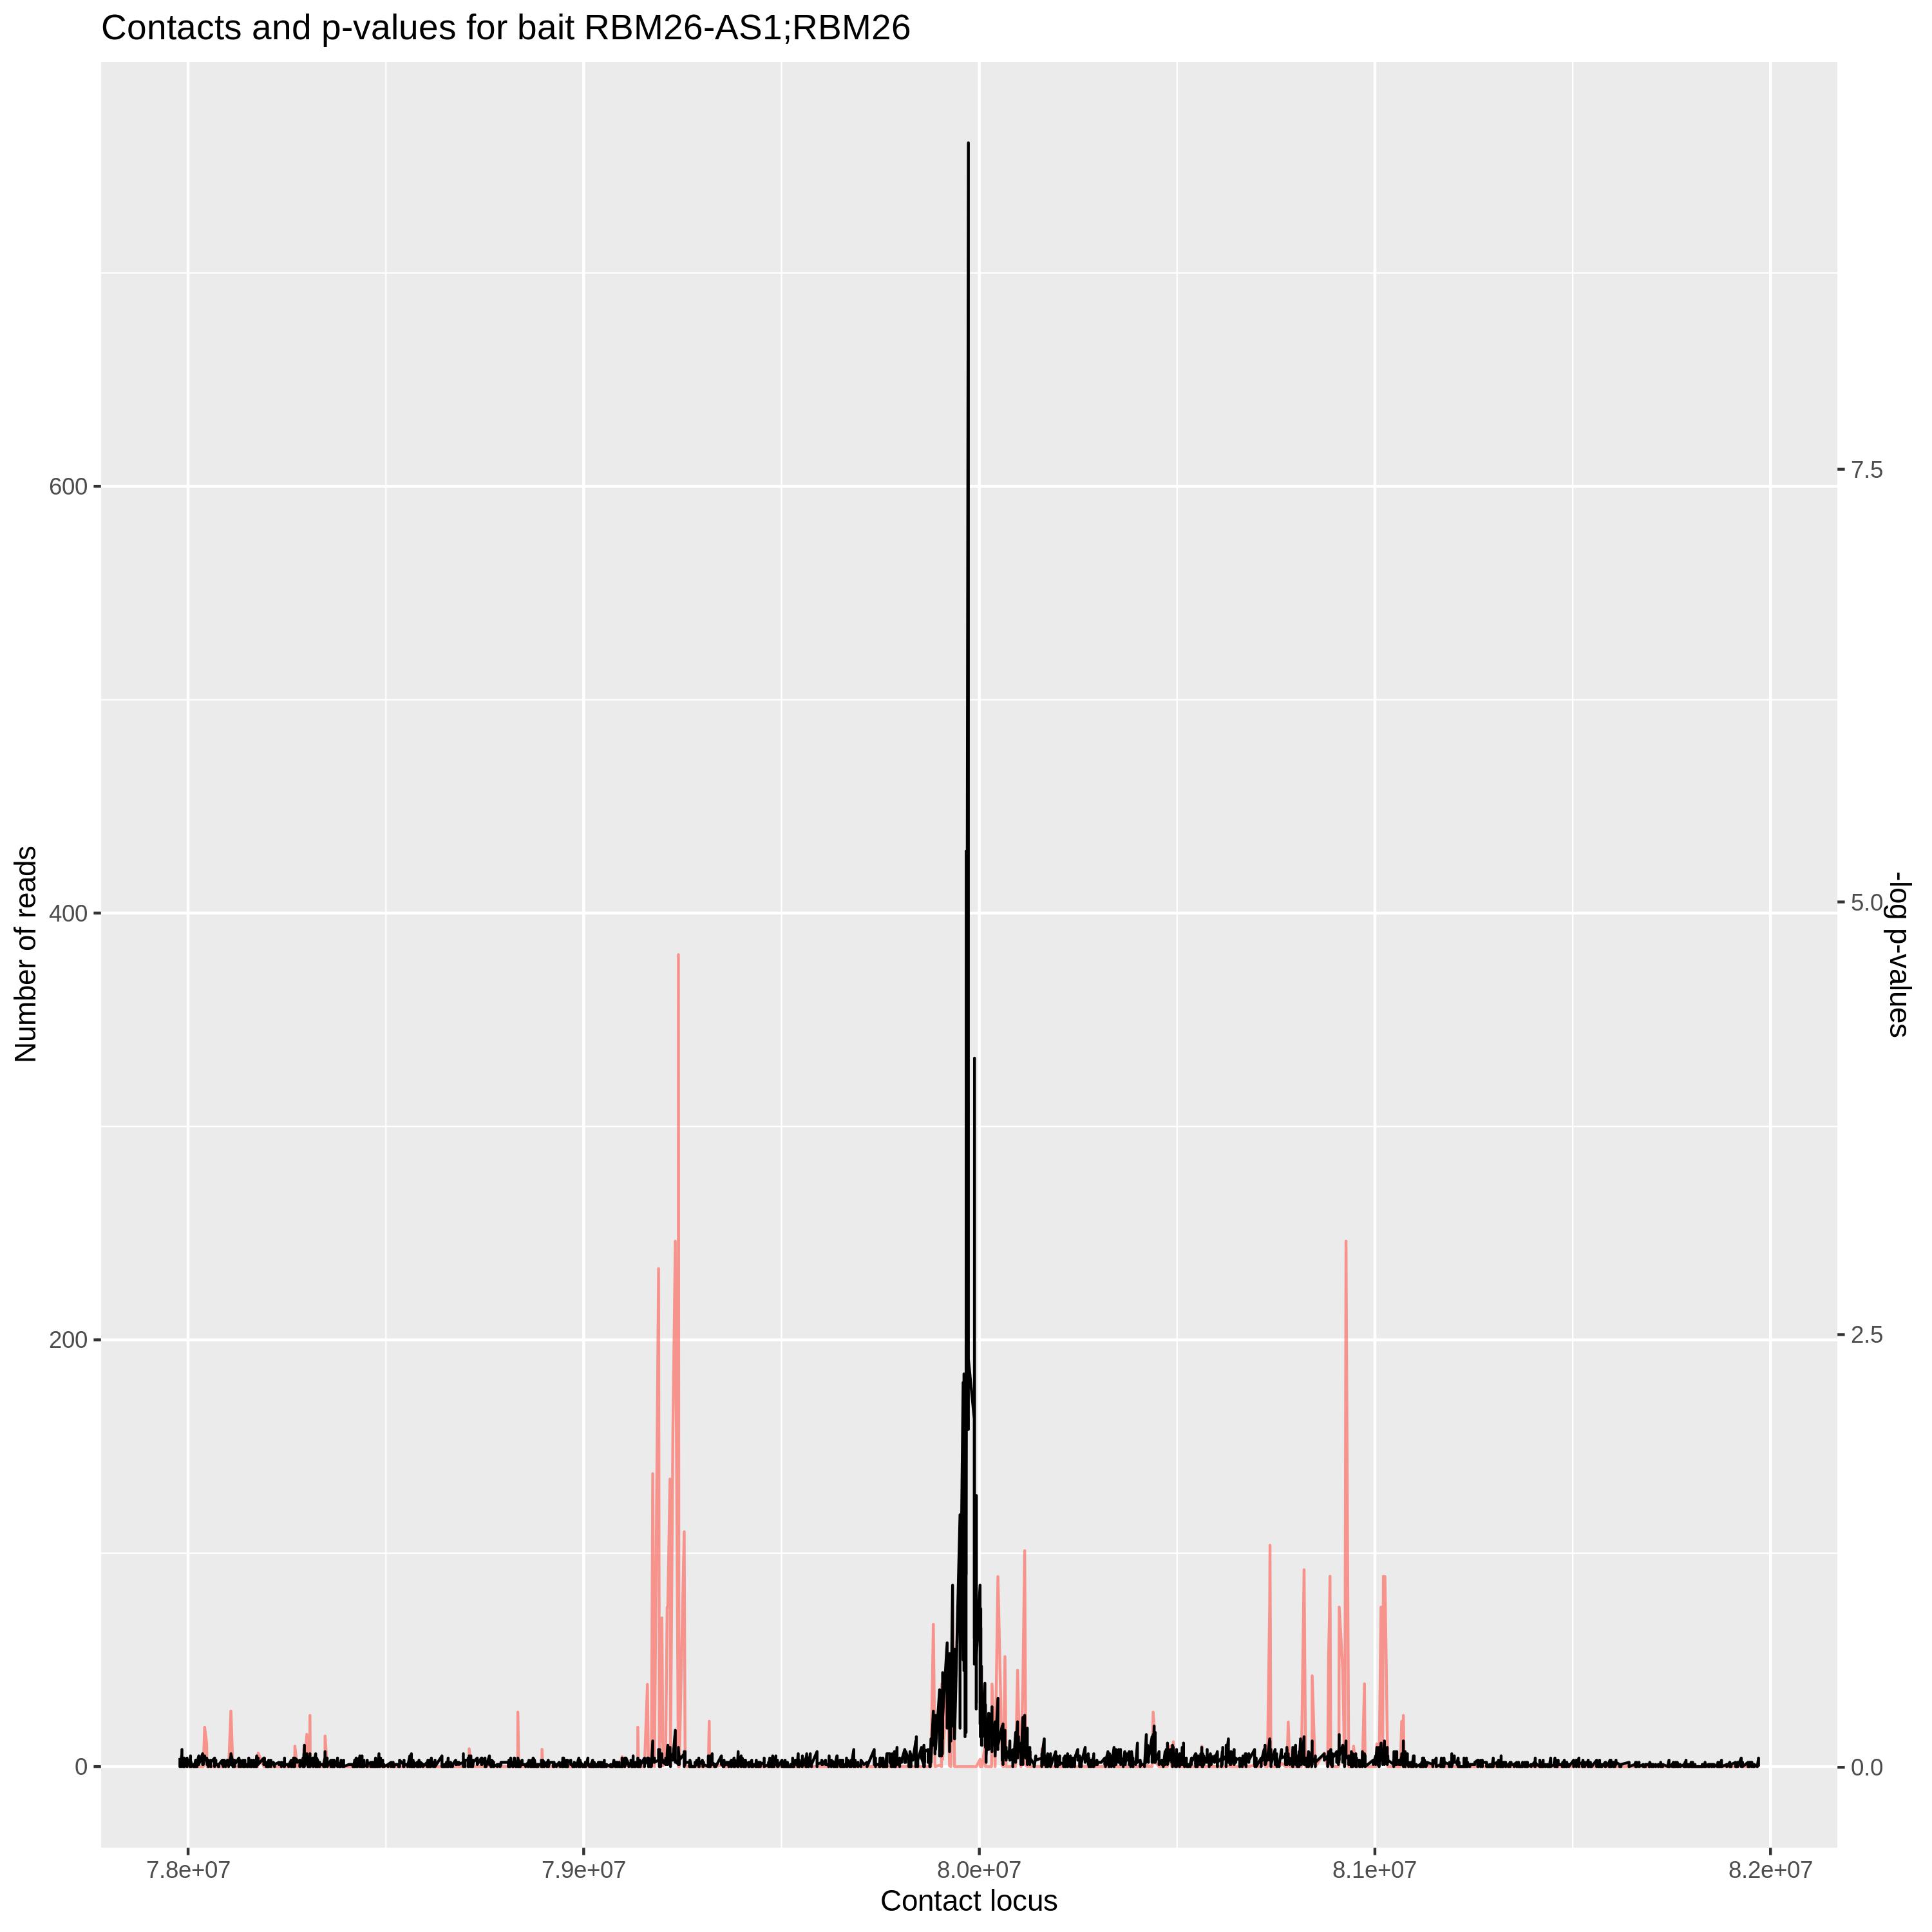 Contacts and p-values for bait RBM26-AS1;RBM26
600
400
200
0
Number of reads
7.5
5.0
2.5
0.0
-log p-values
7.8e+07 7.9e+07 8.0e+07 8.1e+07 8.2e+07
Contact locus